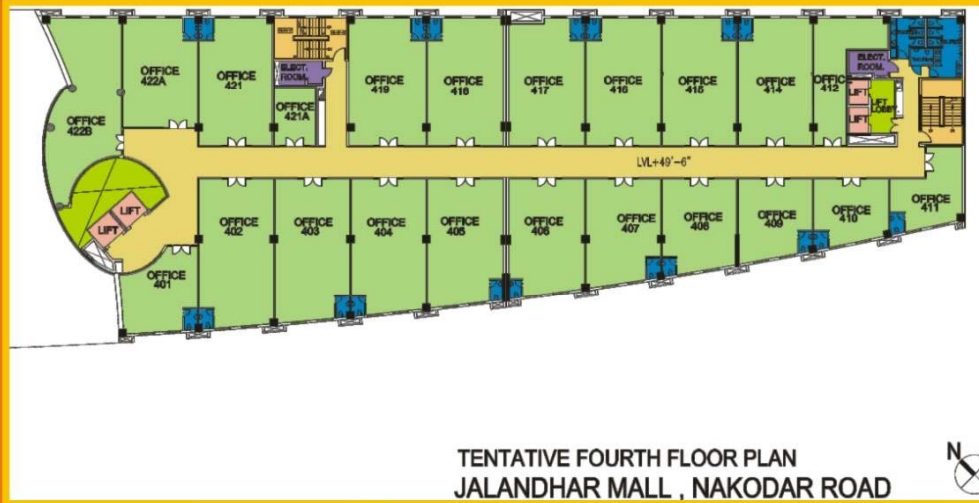 OFFICE
422A
OFFICE
421
ELECT.
ROOM.
OFFICE
421A
OFFICE
419
OFFICE
418
OFFICE
417
OFFICE
416
OFFICE
415
OFFICE
414
OFFICE
412
ELECT.
ROOM.
LIFT
LIFT
LIFT
LOBBY
OFFICE
422B
LVL+49'-6"
LIFT
LIFT
OFFICE
401
OFFICE
402
OFFICE
403
OFFICE
404
OFFICE
405
OFFICE
406
OFFICE
407
OFFICE
408
OFFICE
409
OFFICE
410
OFFICE
411
TENTATIVE FOURTH FLOOR PLAN
JALANDHAR MALL , NAKODAR ROAD
N